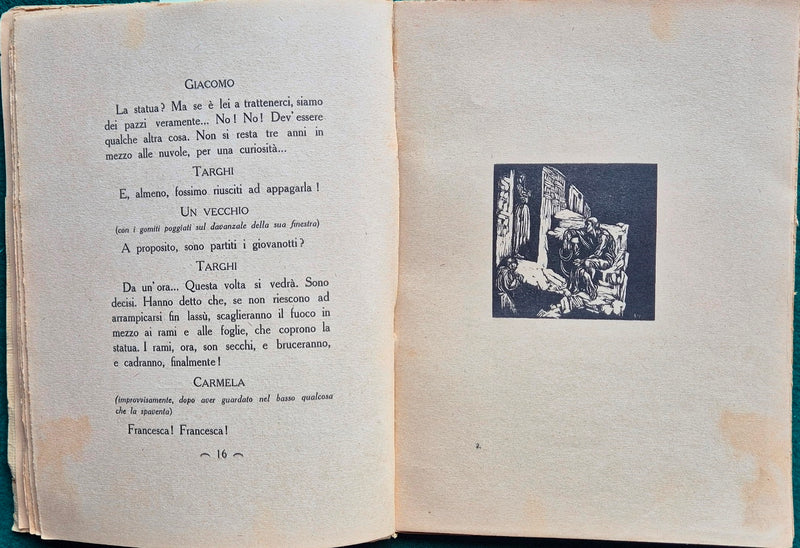 GIACOMO
La statua? Ma se è lei a trattenerci, siamo
dei pazzi veramente... No! No! Dev'essere
qualche altra cosa. Non si resta tre anni in
mezzo alle nuvole, per una curiosità...
TARGHI
E, almeno, fossimo riusciti ad appagarla!
UN VECCHIO
(con i gomiti poggiati sul davanzale della sua finestra)
A proposito, sono partiti i giovanotti?
TARGHI
Da un'ora... Questa volta si vedrà. Sono
decisi. Hanno detto che, se non riescono ad
arrampicarsi fin lassù, scaglieranno il fuoco in
mezzo ai rami e alle foglie, che coprono la
statua. I rami, ora, son secchi, e bruceranno,
e cadranno, finalmente!
CARMELA
(improvvisamente, dopo aver guardato nel basso qualcosa
che la spaventa)
Francesca! Francesca!
16
2.